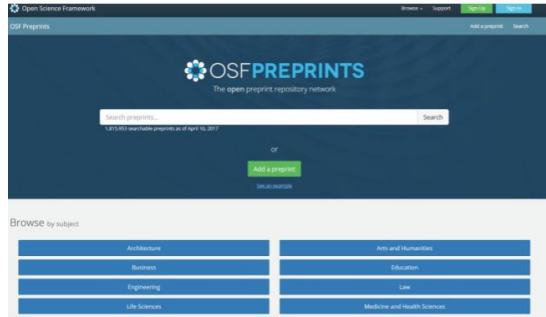 Open Science Framework Browse Support Sign Up Sign In
OSF Preprints Add a preprint Search
OSFPREPRINTS
The open preprint repository network
Search preprints... Search
1,815,953 searchable preprints as of April 10, 2017
or
Add a preprint
See an example
Browse by subject
Architecture Arts and Humanities
Business Education
Engineering Law
Life Sciences Medicine and Health Sciences